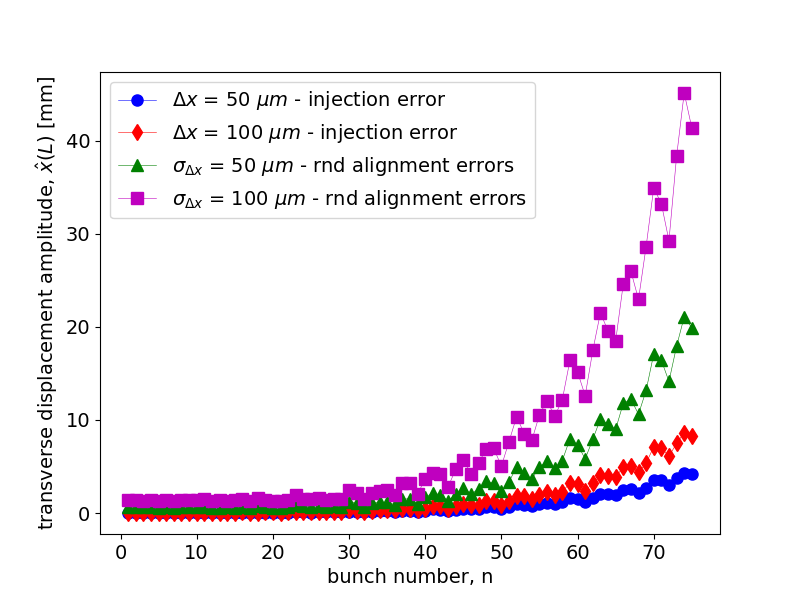 Δx = 50 μm - injection error
Δx = 100 μm - injection error
σΔx = 50 μm - rnd alignment errors
σΔx = 100 μm - rnd alignment errors
transverse displacement amplitude, x̂(L) [mm]
40
30
20
10
0
0 10 20 30 40 50 60 70
bunch number, n